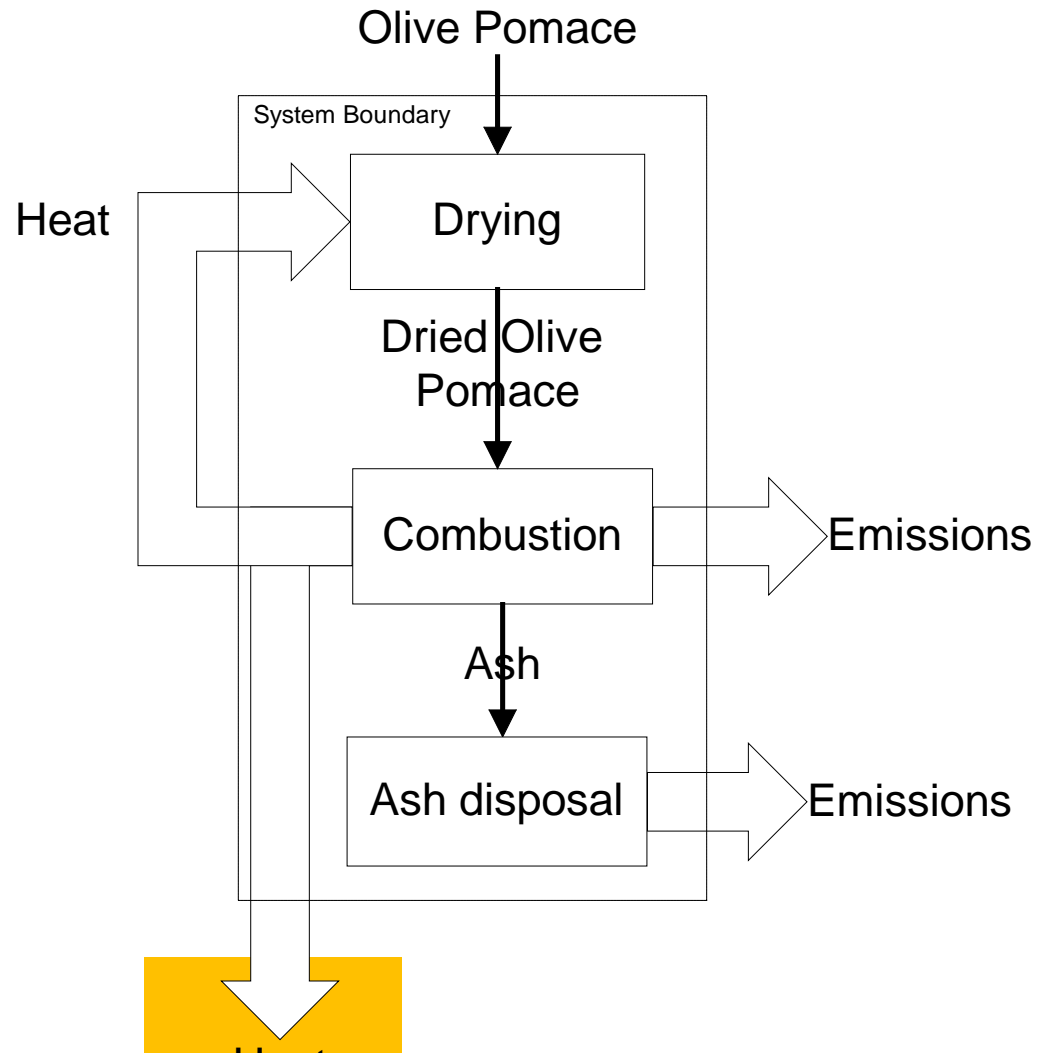 Olive Pomace
System Boundary
Heat
Drying
Dried Olive
Pomace
Combustion
Emissions
Ash
Ash disposal
Emissions